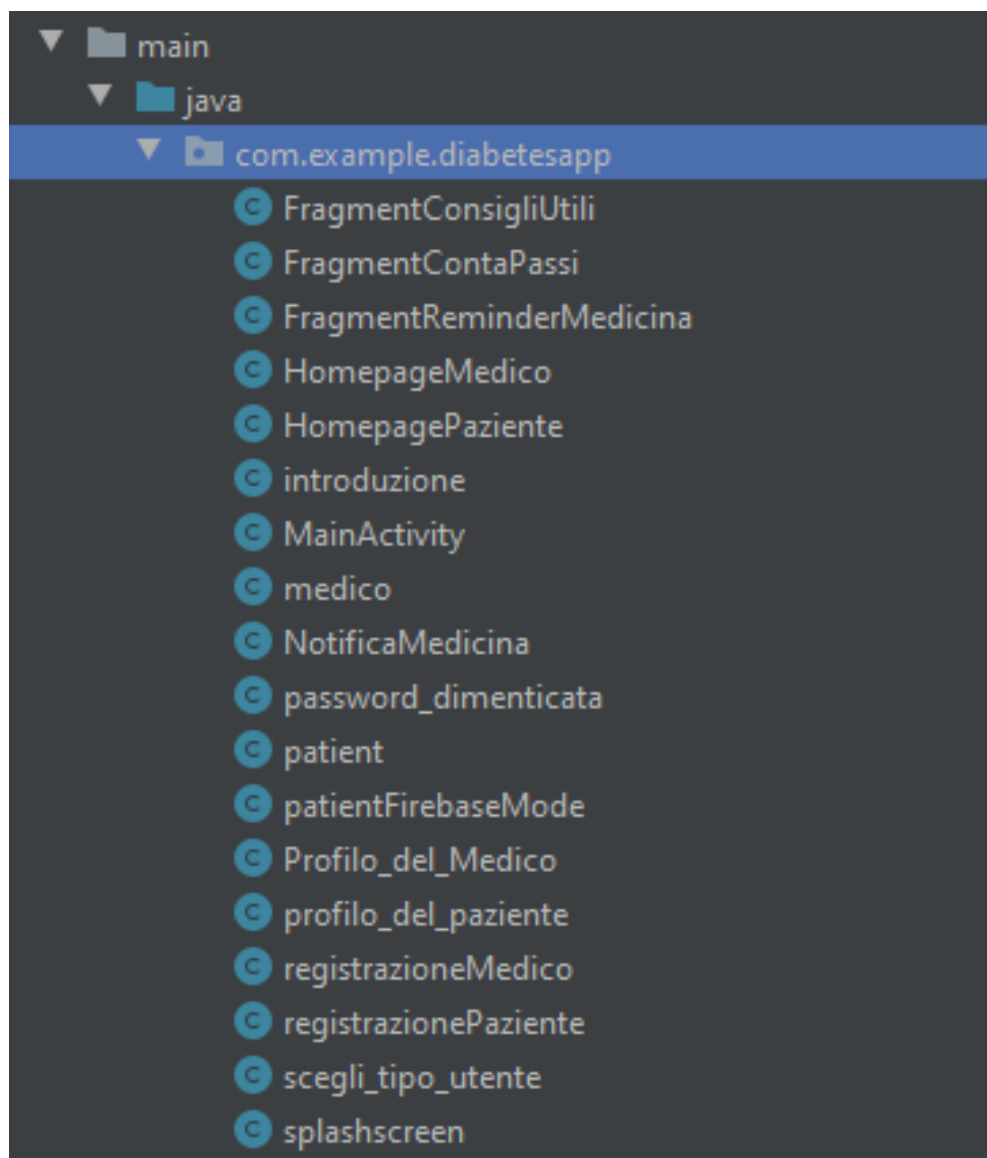 main
java
com.example.diabetesapp
FragmentConsigliUtili
FragmentContaPassi
FragmentReminderMedicina
HomepageMedico
HomepagePaziente
introduzione
MainActivity
medico
NotificaMedicina
password_dimenticata
patient
patientFirebaseMode
Profilo_del_Medico
profilo_del_paziente
registrazioneMedico
registrazionePaziente
scegli_tipo_utente
splashscreen